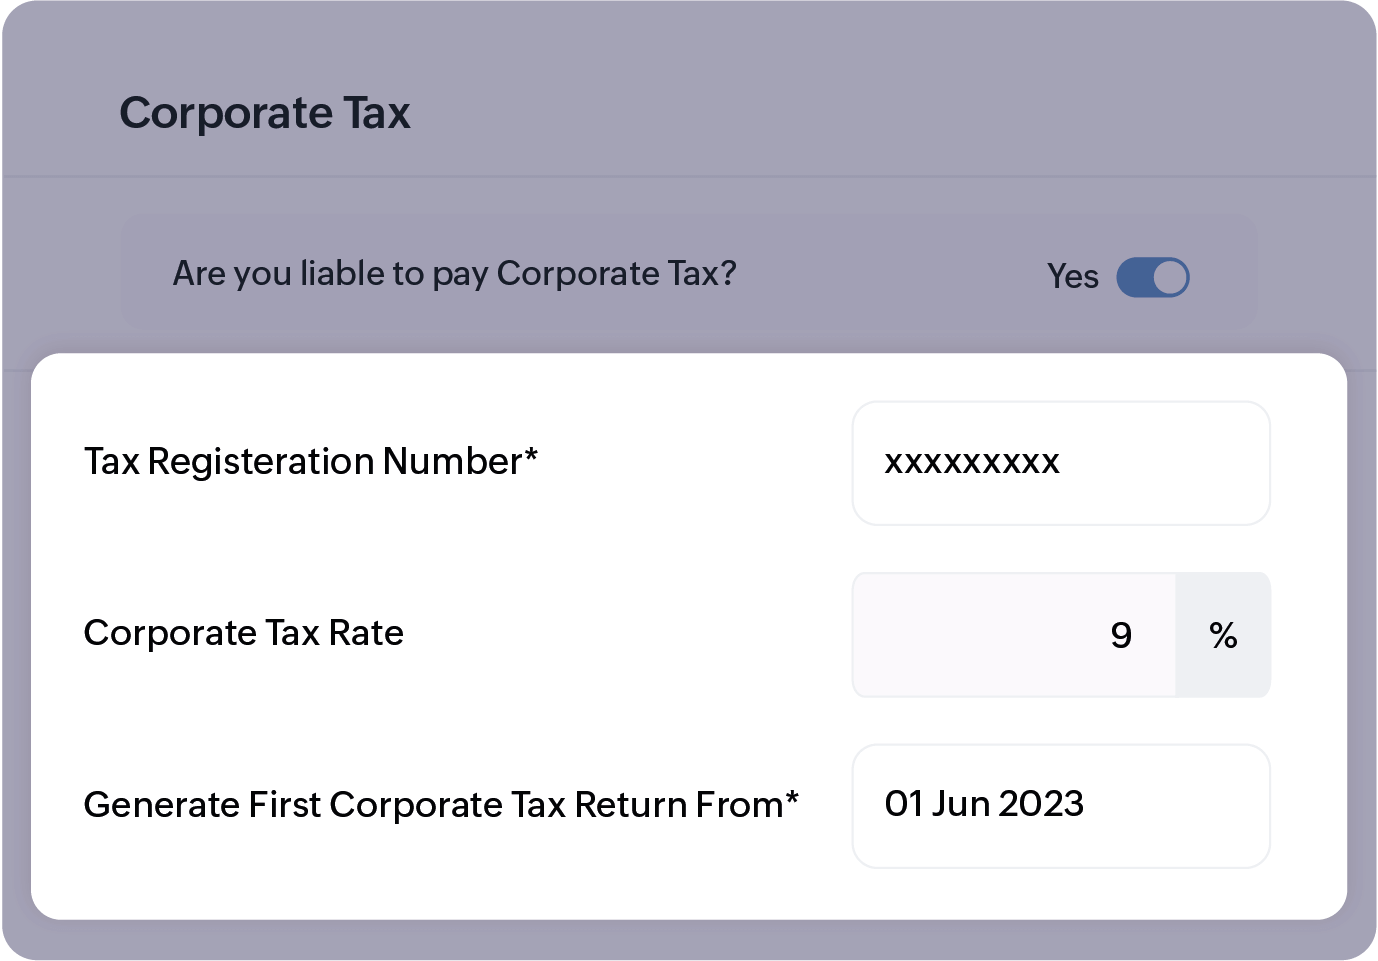 Corporate Tax
Are you liable to pay Corporate Tax? Yes
Tax Registeration Number* xxxxxxxxx
Corporate Tax Rate 9 %
Generate First Corporate Tax Return From* 01 Jun 2023